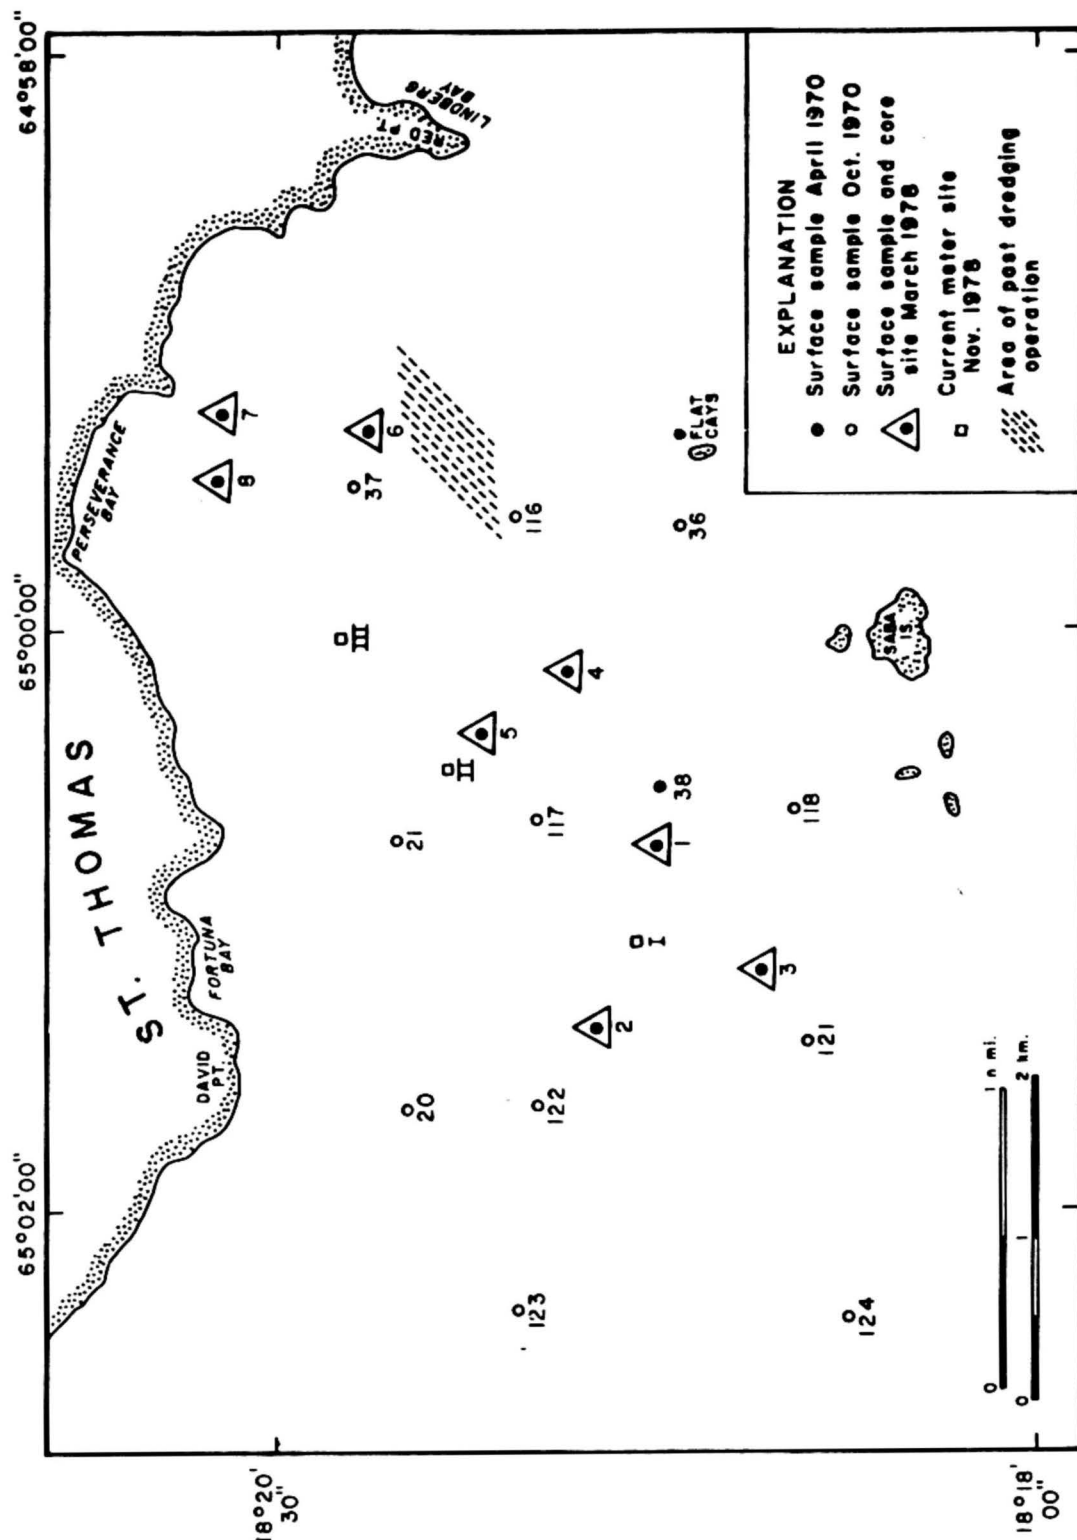 65°02'00"
65°00'00"
64°58'00"
ST. THOMAS
DAVID
PT.
FORTUNA
BAY
PERSEVERANCE
BAY
RED PT.
LINDBERG
BAY
18°20'
30"
8
7
III
37
6
20
21
II
5
123
122
117
4
116
2
I
1
38
36
FLAT
CAYS
3
121
118
124
SABA
IS.
0
1 n mi.
0
1
2 km.
18°18'
00"
EXPLANATION
Surface sample April 1970
Surface sample Oct. 1970
Surface sample and core
site March 1978
Current meter site
Nov. 1978
Area of past dredging
operation